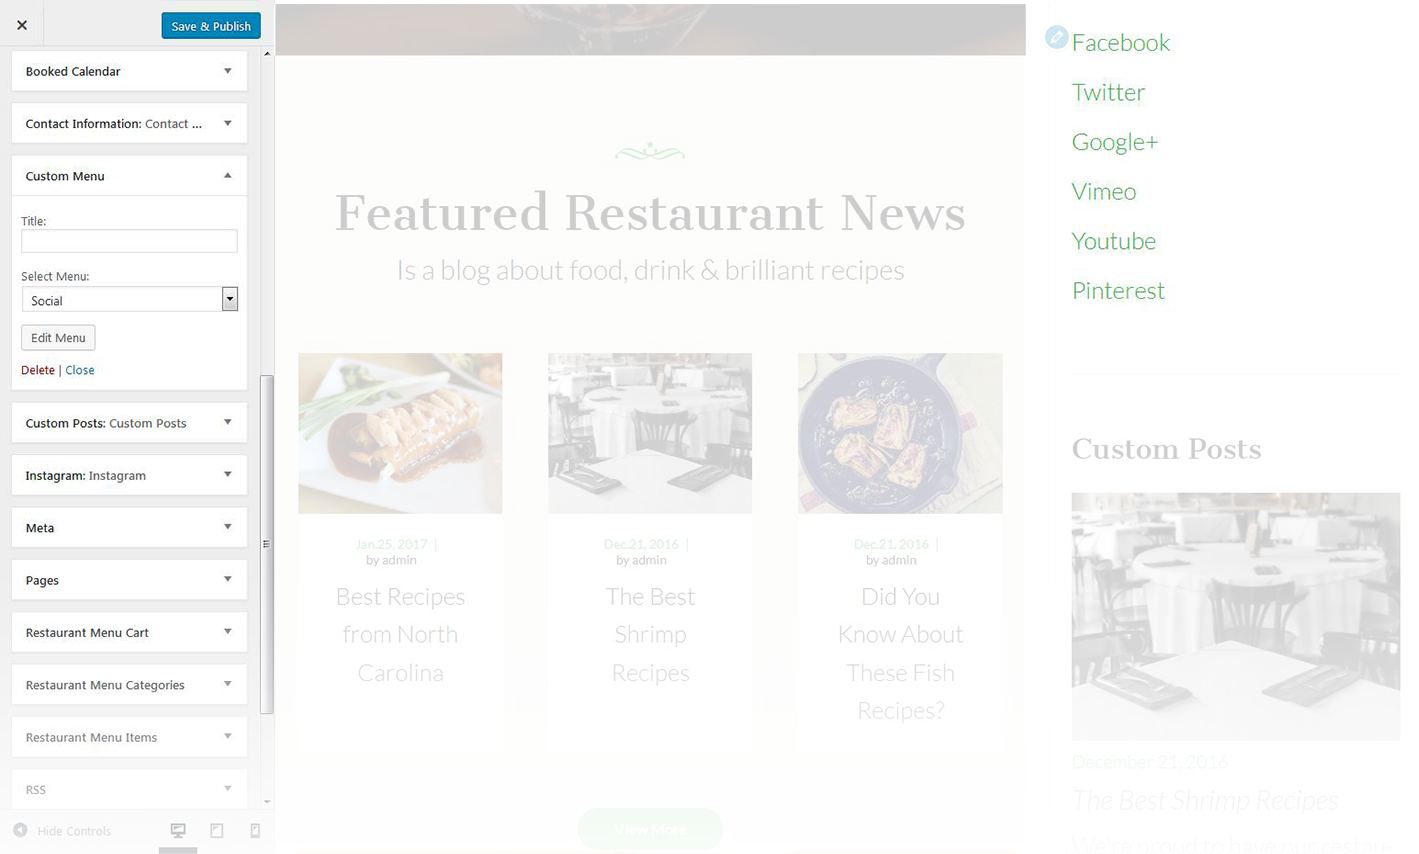 Save & Publish
Booked Calendar
Contact Information: Contact ...
Custom Menu
Title:
Select Menu:
Social
Edit Menu
Delete | Close
Custom Posts: Custom Posts
Instagram: Instagram
Meta
Pages
Restaurant Menu Cart
Restaurant Menu Categories
Restaurant Menu Items
RSS
Hide Controls
Featured Restaurant News
Is a blog about food, drink & brilliant recipes
Jan.25, 2017 |
by admin
Best Recipes
from North
Carolina
Dec.21, 2016 |
by admin
The Best
Shrimp
Recipes
Dec.21, 2016 |
by admin
Did You
Know About
These Fish
Recipes?
View More
Facebook
Twitter
Google+
Vimeo
Youtube
Pinterest
Custom Posts
December 21, 2016
The Best Shrimp Recipes
We're proud to have our restau-